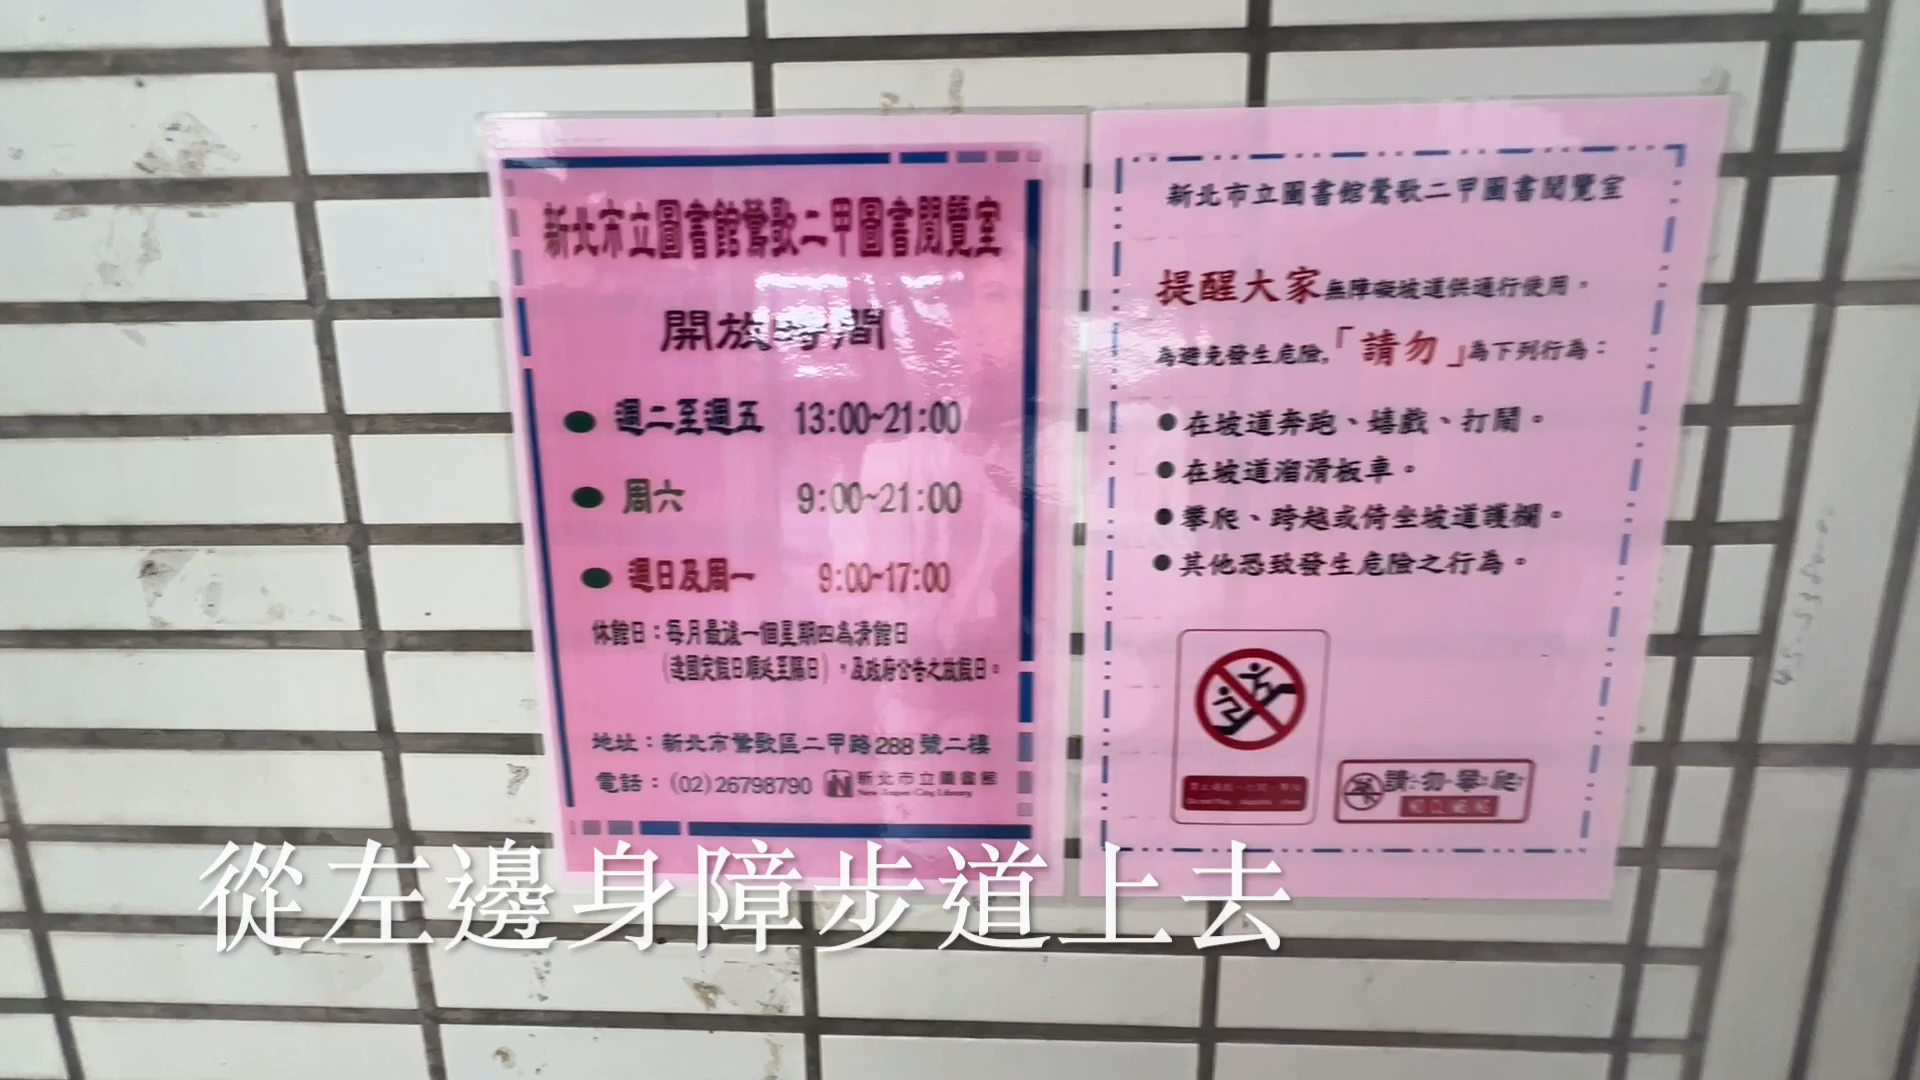 新北市立圖書館鶯歌二甲圖書閱覽室
開放時間
週二至週五 13:00~21:00
周六 9:00~21:00
週日及周一 9:00~17:00
休館日：每月最後一個星期四為清館日
(逢國定假日順延至隔日)，及政府公告之放假日。
地址：新北市鶯歌區二甲路288號二樓
電話：(02)26798790
新北市立圖書館
New Taipei City Library
新北市立圖書館鶯歌二甲圖書閱覽室
提醒大家無障礙坡道供通行使用。
為避免發生危險，「請勿」為下列行為：
在坡道奔跑、嬉戲、打鬧。
在坡道溜滑板車。
攀爬、跨越或倚坐坡道護欄。
其他恐致發生危險之行為。
請勿攀爬
從左邊身障步道上去